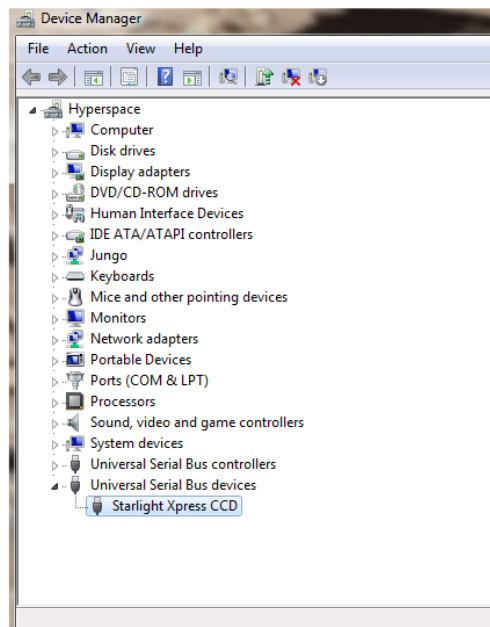 Device Manager
File Action View Help
Hyperspace
Computer
Disk drives
Display adapters
DVD/CD-ROM drives
Human Interface Devices
IDE ATA/ATAPI controllers
Jungo
Keyboards
Mice and other pointing devices
Monitors
Network adapters
Portable Devices
Ports (COM & LPT)
Processors
Sound, video and game controllers
System devices
Universal Serial Bus controllers
Universal Serial Bus devices
Starlight Xpress CCD